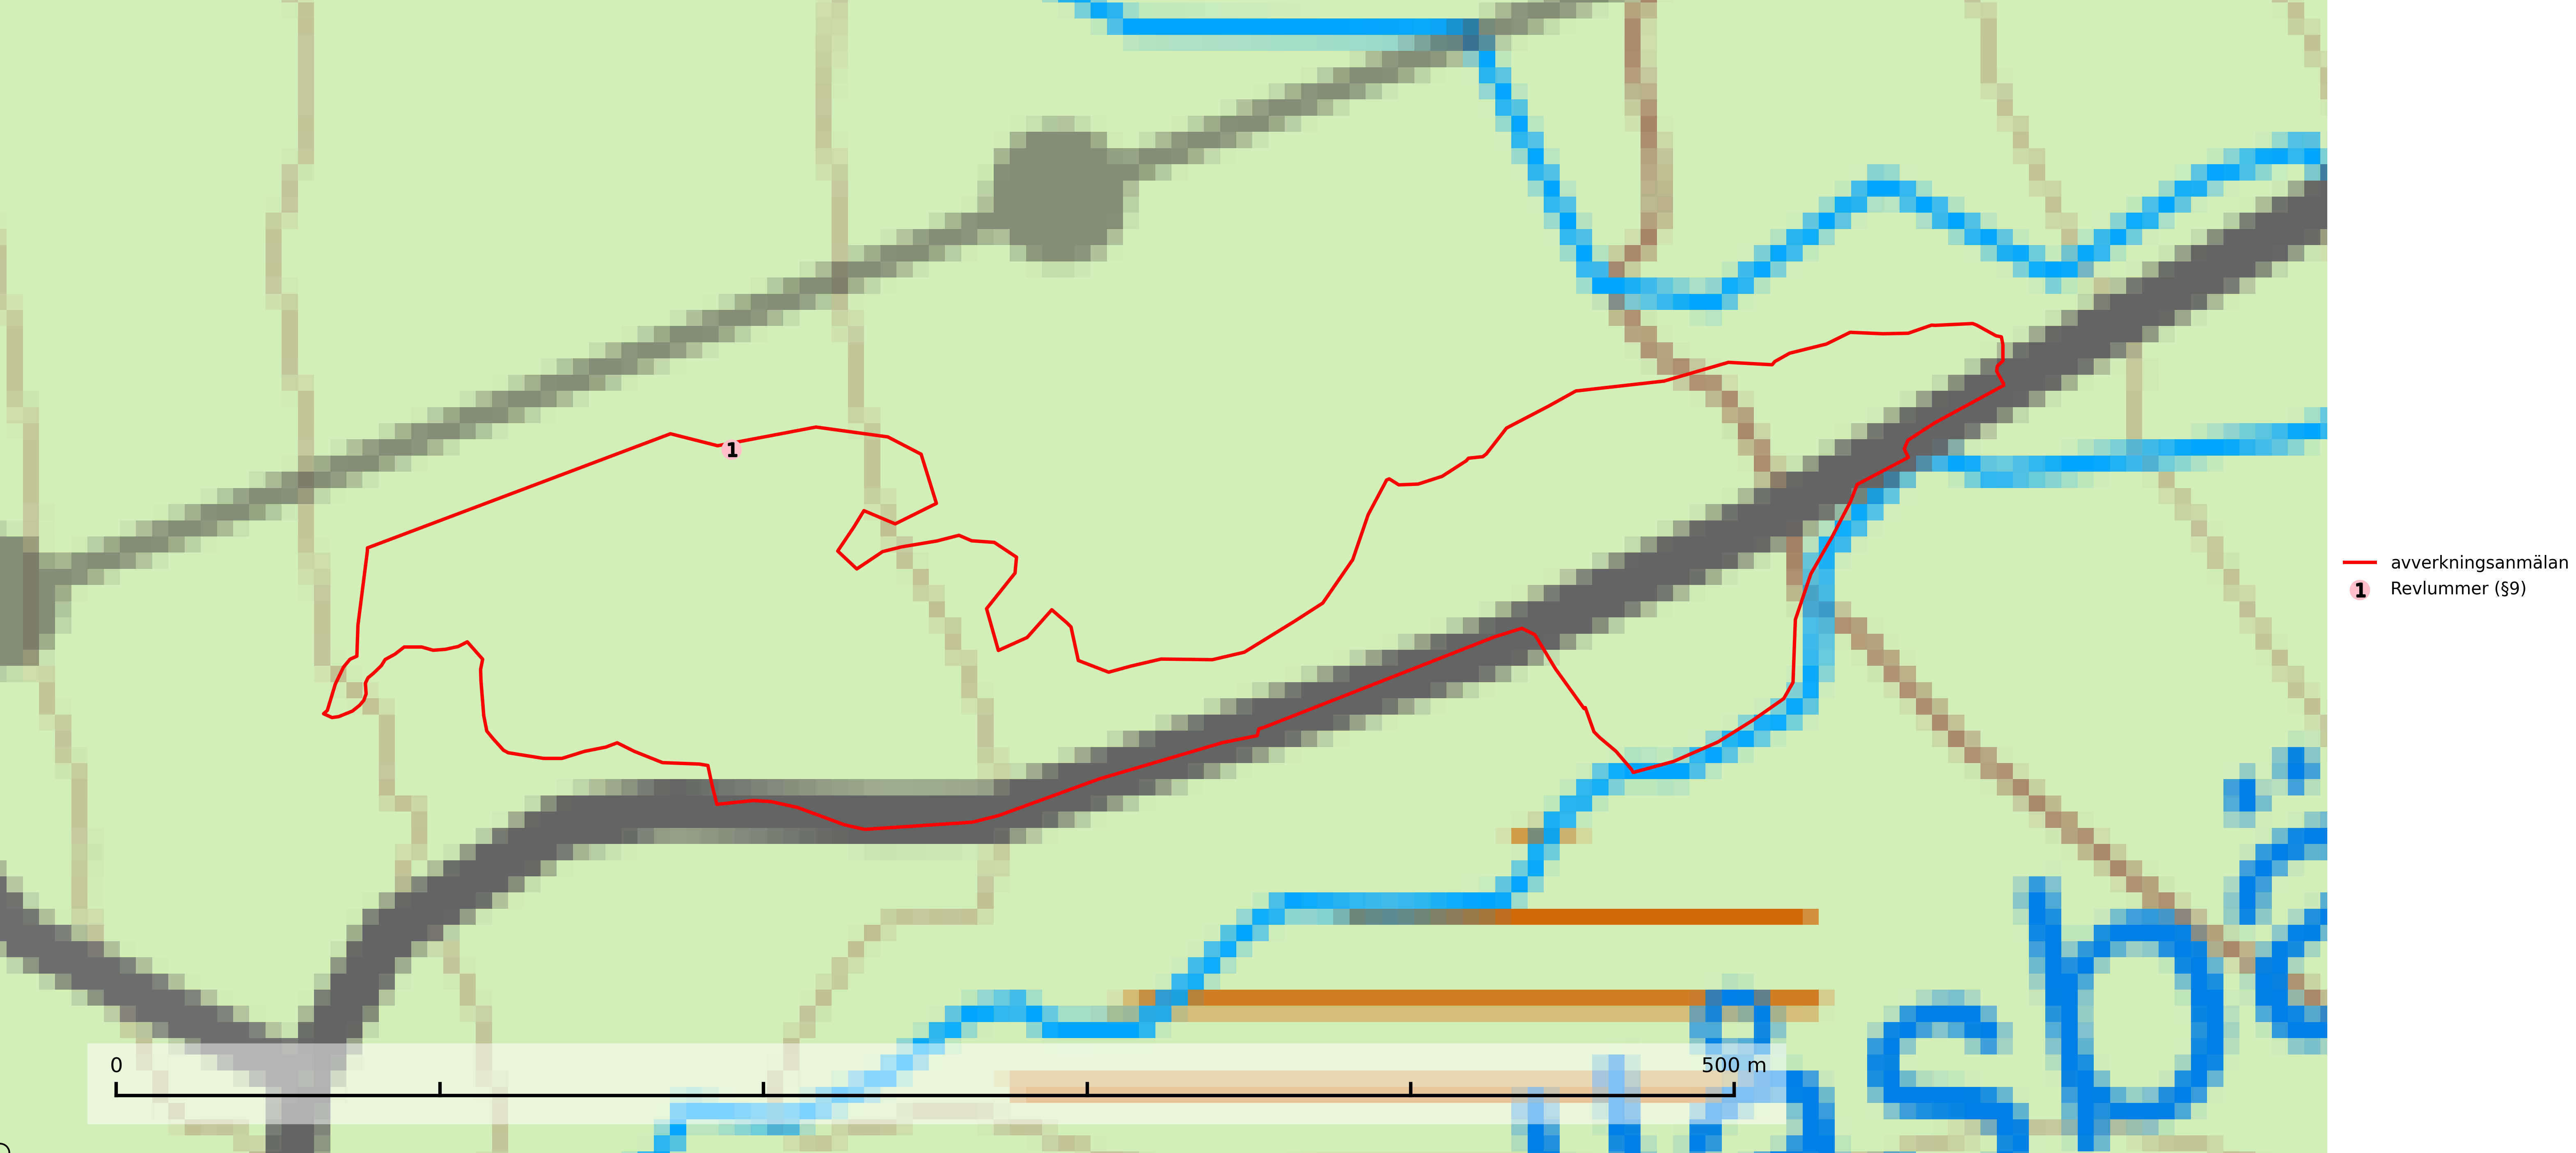 1
avverkningsanmälan
1 Revlummer (§9)
0 500 m